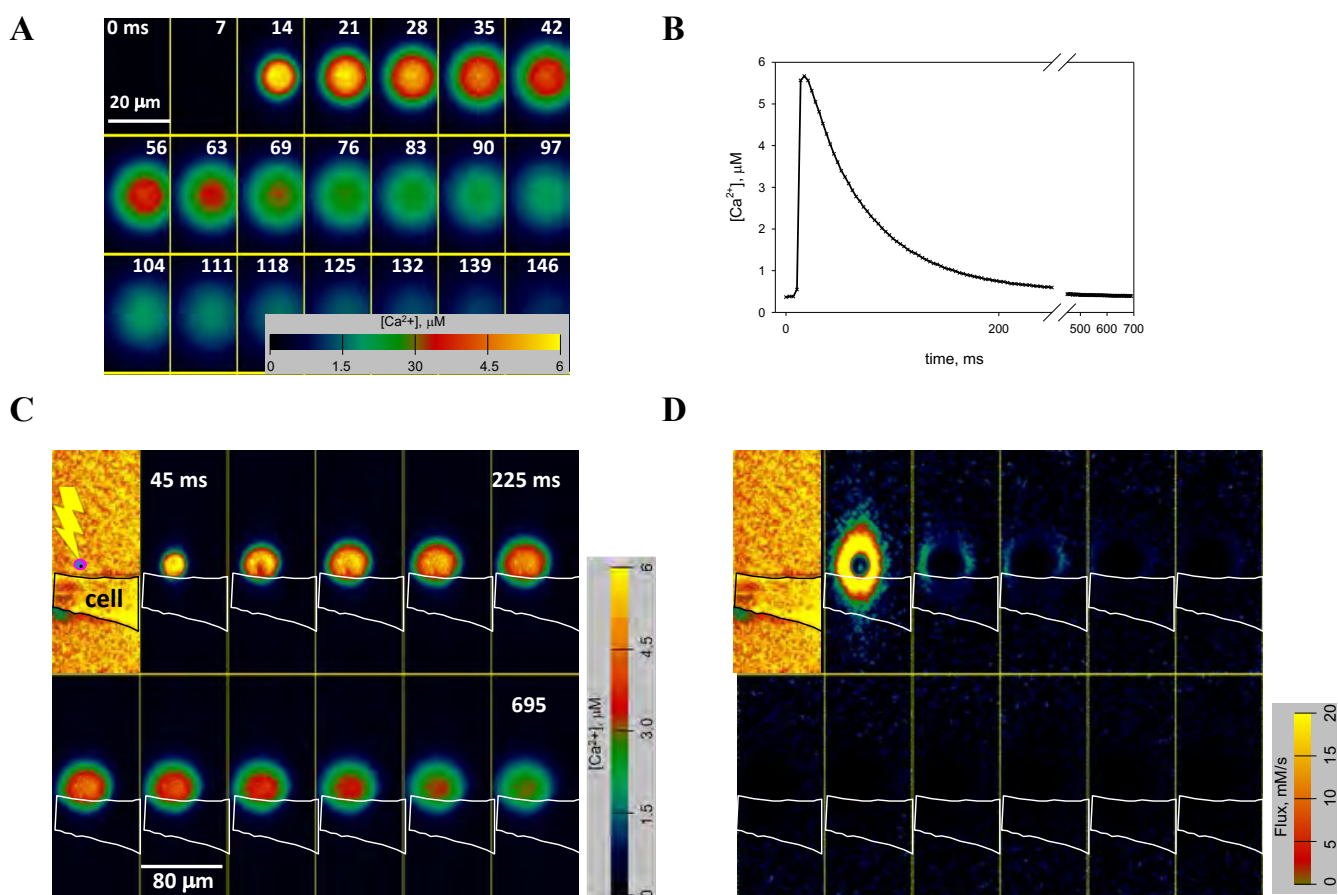 A
0 ms 7 14 21 28 35 42
20 µm
56 63 69 76 83 90 97
104 111 118 125 132 139 146
[Ca²⁺], µM
0 1.5 30 4.5 6
B
6
5
4
3
2
1
0
[Ca²⁺], µM
0 200 500 600 700
time, ms
C
45 ms 225 ms
cell
695
80 µm
6
4.5
3.0
1.5
0
[Ca²⁺], µM
D
20
15
10
5
0
Flux, mM/s